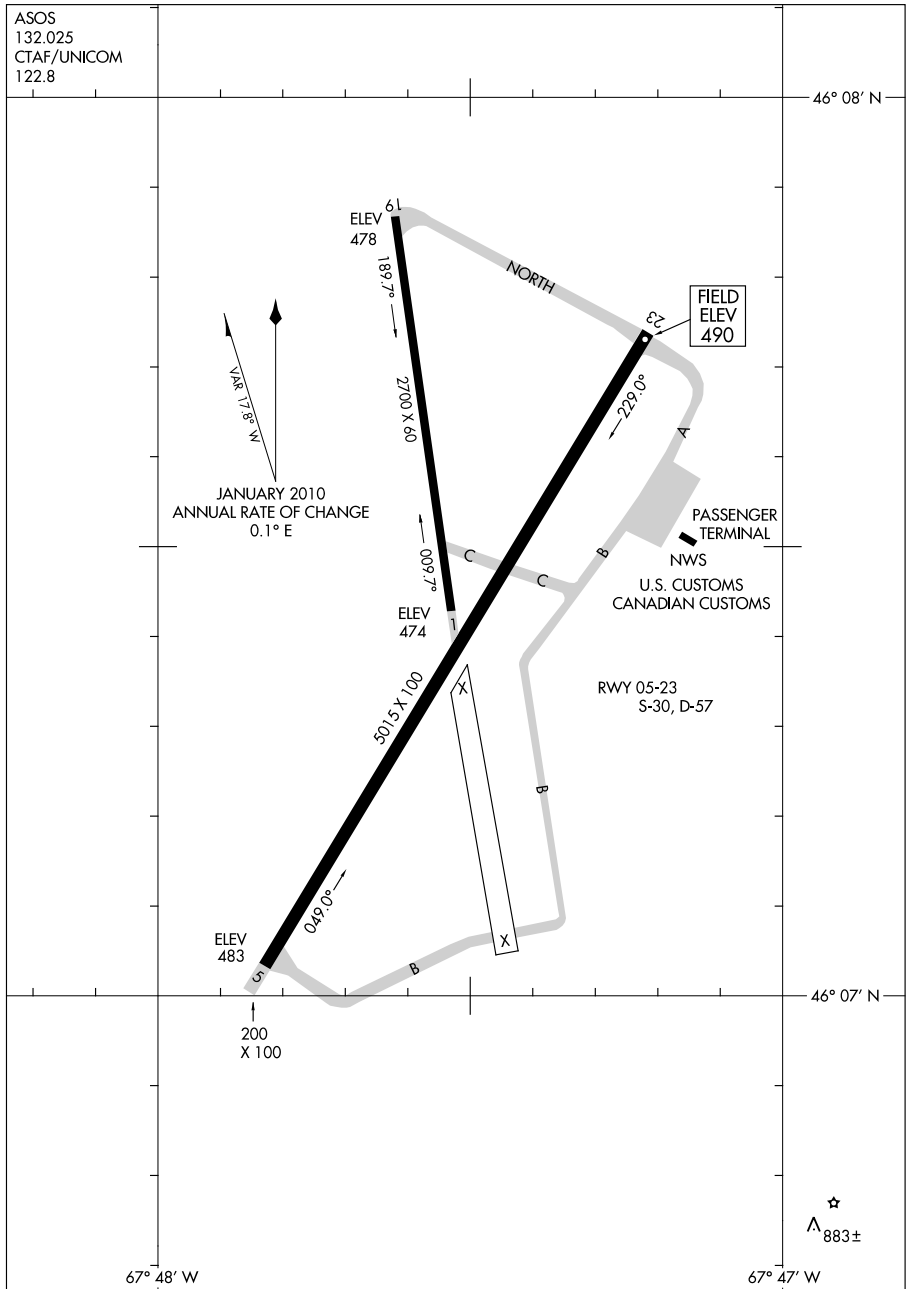 ASOS
132.025
CTAF/UNICOM
122.8
46° 08' N
19
ELEV
478
189.7°
NORTH
23
FIELD
ELEV
490
229.0°
VAR 17.8° W
2700 X 60
A
JANUARY 2010
ANNUAL RATE OF CHANGE
0.1° E
PASSENGER
TERMINAL
NWS
U.S. CUSTOMS
CANADIAN CUSTOMS
009.7°
C
C
B
ELEV
474
1
X
5015 X 100
RWY 05-23
S-30, D-57
B
049.0°
ELEV
483
5
X
B
46° 07' N
200
X 100
883±
67° 48' W
67° 47' W